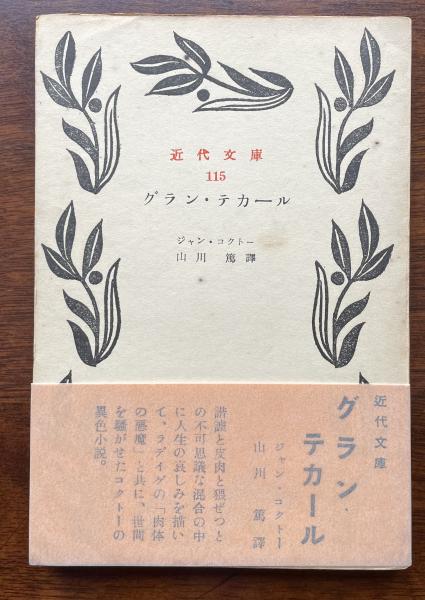 近代文庫
115
グラン・テカール
ジャン・コクトー
山川篤譯
近代文庫
グラン・
テカール
ジャン・コクトー
山川篤譯
諧謔と皮肉と猥ぜつと
の不可思議な混合の中
に人生の哀しみを描い
て、ラディゲの「肉体
の悪魔」と共に、世間
を騒がせたコクトーの
異色小説。